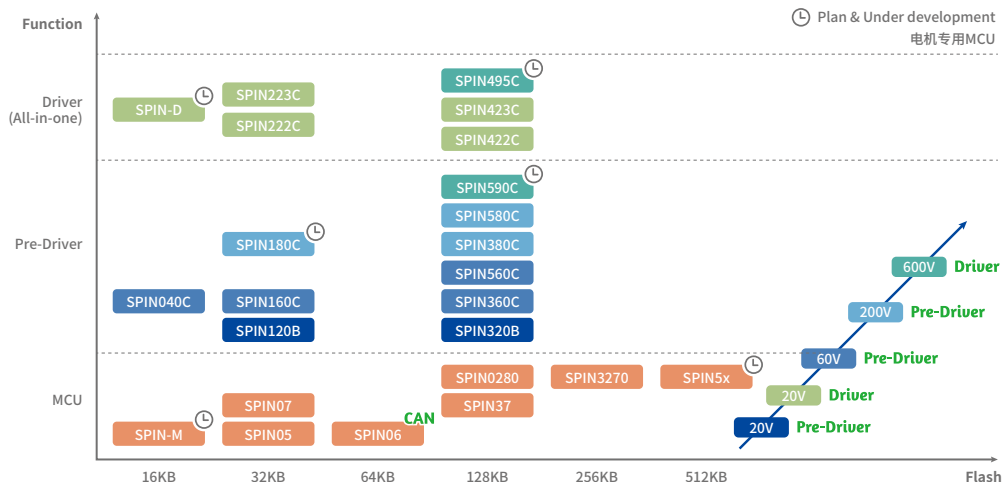 Function
Plan & Under development
电机专用MCU
Driver
(All-in-one)
SPIN-D
SPIN223C
SPIN222C
SPIN495C
SPIN423C
SPIN422C
Pre-Driver
SPIN590C
SPIN580C
SPIN180C
SPIN380C
SPIN560C
SPIN040C
SPIN160C
SPIN360C
SPIN120B
SPIN320B
600V Driver
200V Pre-Driver
60V Pre-Driver
20V Driver
20V Pre-Driver
MCU
SPIN0280
SPIN3270
SPIN5x
SPIN07
SPIN37
CAN
SPIN-M
SPIN05
SPIN06
16KB
32KB
64KB
128KB
256KB
512KB
Flash